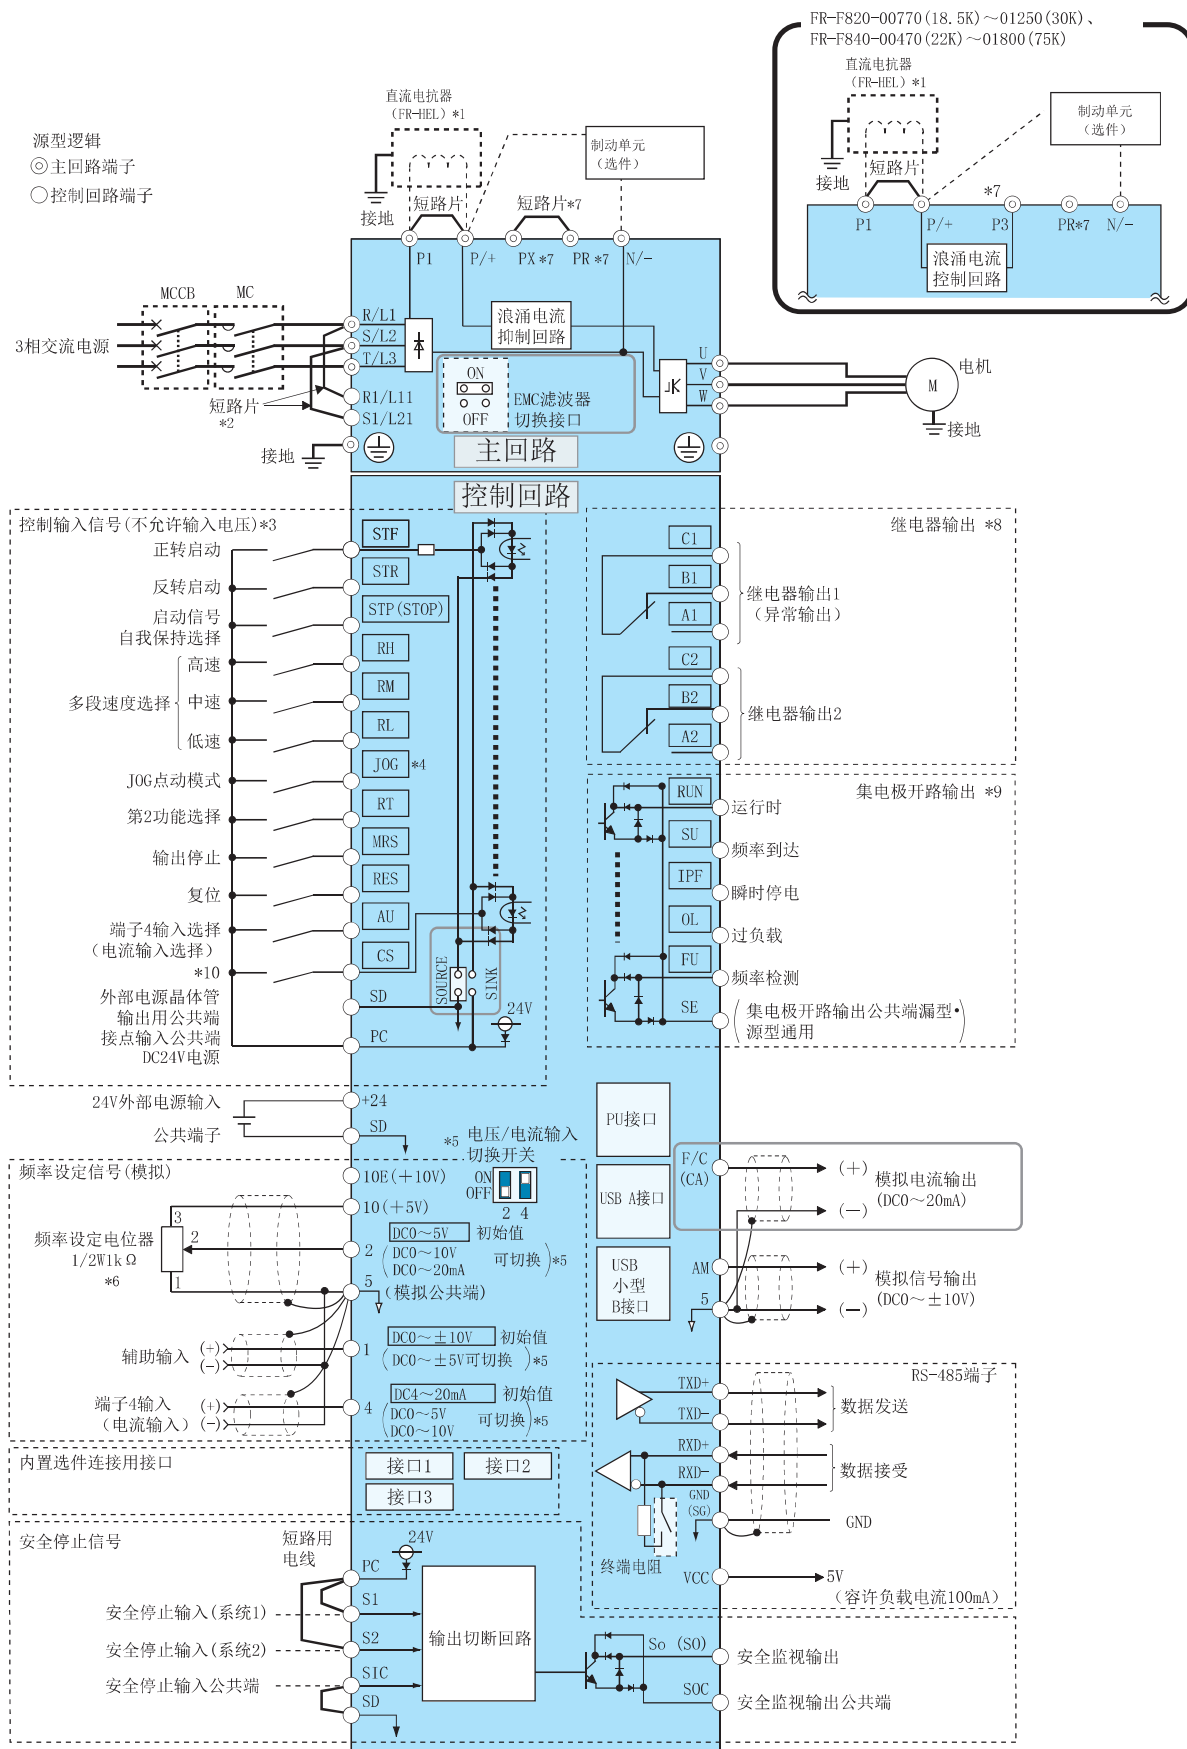 FR-F820-00770(18.5K)～01250(30K)、
FR-F840-00470(22K)～01800(75K)
直流电抗器
（FR-HEL）*1
制动单元
（选件）
接地
短路片
*7
P1
P/+
P3
PR*7
N/-
浪涌电流
控制回路
源型逻辑
◎主回路端子
○控制回路端子
直流电抗器
（FR-HEL）*1
制动单元
（选件）
接地
短路片
短路片*7
P1
P/+
PX*7
PR*7
N/-
MCCB
MC
3相交流电源
R/L1
S/L2
T/L3
R1/L11
S1/L21
短路片
*2
接地
浪涌电流
抑制回路
ON
OFF
EMC滤波器
切换接口
主回路
U
V
W
M
电机
接地
控制回路
控制输入信号(不允许输入电压)*3
正转启动
STF
反转启动
STR
启动信号
自我保持选择
STP(STOP)
多段速度选择
高速
RH
中速
RM
低速
RL
JOG点动模式
JOG
*4
第2功能选择
RT
输出停止
MRS
复位
RES
端子4输入选择
（电流输入选择）
AU
*10
CS
SOURCE
SINK
外部电源晶体管
输出用公共端
接点输入公共端
DC24V电源
SD
PC
24V
继电器输出 *8
C1
B1
A1
继电器输出1
（异常输出）
C2
B2
A2
继电器输出2
集电极开路输出 *9
RUN
运行时
SU
频率到达
IPF
瞬时停电
OL
过负载
FU
频率检测
SE
(集电极开路输出公共端漏型•
源型通用)
24V外部电源输入
+24
公共端子
SD
频率设定信号(模拟)
*5
电压/电流输入
切换开关
ON
OFF
2 4
10E(+10V)
10(+5V)
频率设定电位器
1/2W1kΩ
*6
3
2
1
2
DC0～5V
初始值
(DC0～10V
DC0～20mA
可切换)*5
5
(模拟公共端)
辅助输入
(+)
(-)
1
DC0～±10V
初始值
(DC0～±5V可切换)*5
端子4输入
（电流输入）
(+)
(-)
4
DC4～20mA
初始值
(DC0～5V
DC0～10V
可切换)*5
PU接口
USB A接口
USB
小型
B接口
F/C
(CA)
(+)
(-)
模拟电流输出
(DC0～20mA)
AM
5
(+)
(-)
模拟信号输出
(DC0～±10V)
RS-485端子
TXD+
TXD-
数据发送
RXD+
RXD-
数据接受
GND
(SG)
GND
终端电阻
VCC
5V
（容许负载电流100mA）
内置选件连接用接口
接口1
接口2
接口3
安全停止信号
短路用
电线
24V
PC
安全停止输入(系统1)
S1
安全停止输入(系统2)
S2
安全停止输入公共端
SIC
SD
输出切断回路
So (SO)
安全监视输出
SOC
安全监视输出公共端